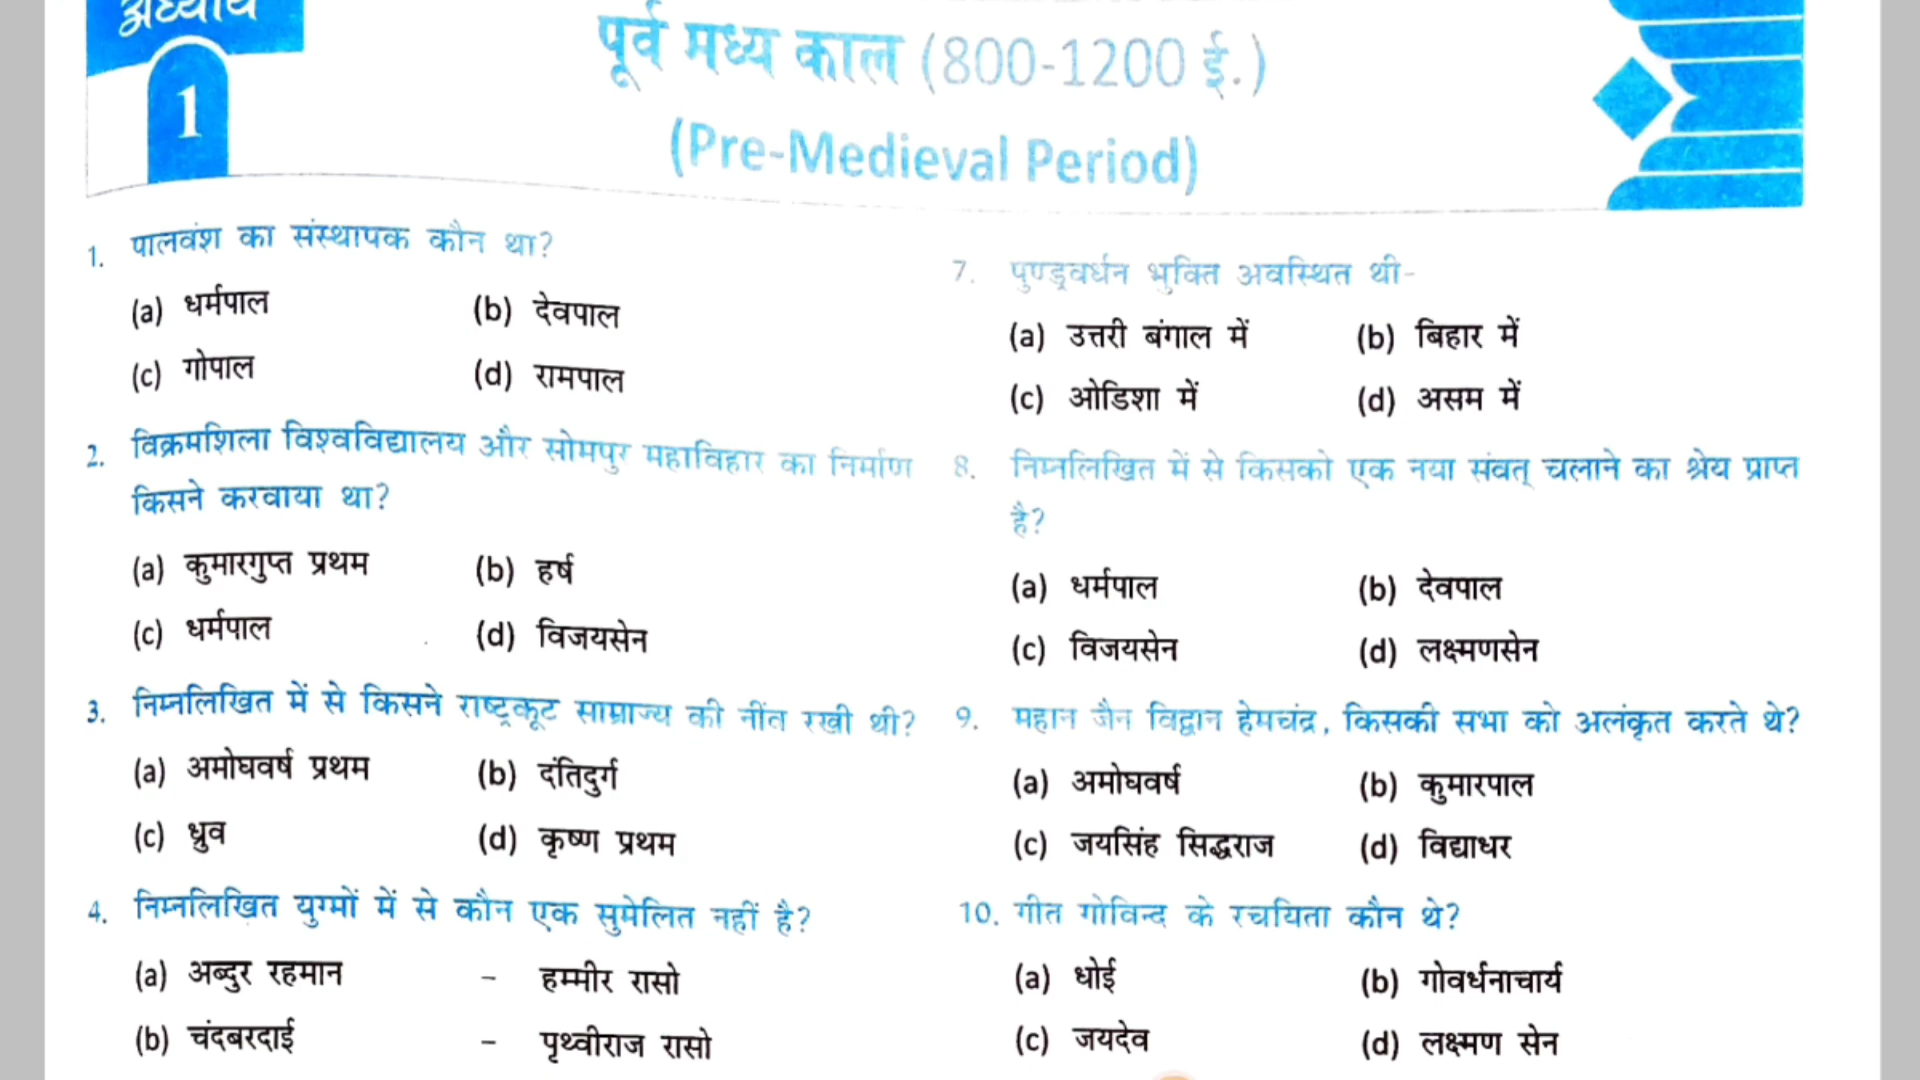 अध्याय
1
पूर्व मध्य काल (800-1200 ई.)
(Pre-Medieval Period)
1. पालवंश का संस्थापक कौन था?
(a) धर्मपाल (b) देवपाल
(c) गोपाल (d) रामपाल
2. विक्रमशिला विश्वविद्यालय और सोमपुर महाविहार का निर्माण
किसने करवाया था?
(a) कुमारगुप्त प्रथम (b) हर्ष
(c) धर्मपाल (d) विजयसेन
3. निम्नलिखित में से किसने राष्ट्रकूट साम्राज्य की नींव रखी थी?
(a) अमोघवर्ष प्रथम (b) दंतिदुर्ग
(c) ध्रुव (d) कृष्ण प्रथम
4. निम्नलिखित युग्मों में से कौन एक सुमेलित नहीं है?
(a) अब्दुर रहमान – हम्मीर रासो
(b) चंदबरदाई – पृथ्वीराज रासो
7. पुण्ड्रवर्धन भुक्ति अवस्थित थी-
(a) उत्तरी बंगाल में (b) बिहार में
(c) ओडिशा में (d) असम में
8. निम्नलिखित में से किसको एक नया संवत् चलाने का श्रेय प्राप्त
है?
(a) धर्मपाल (b) देवपाल
(c) विजयसेन (d) लक्ष्मणसेन
9. महान जैन विद्वान हेमचंद्र, किसकी सभा को अलंकृत करते थे?
(a) अमोघवर्ष (b) कुमारपाल
(c) जयसिंह सिद्धराज (d) विद्याधर
10. गीत गोविन्द के रचयिता कौन थे?
(a) धोई (b) गोवर्धनाचार्य
(c) जयदेव (d) लक्ष्मण सेन